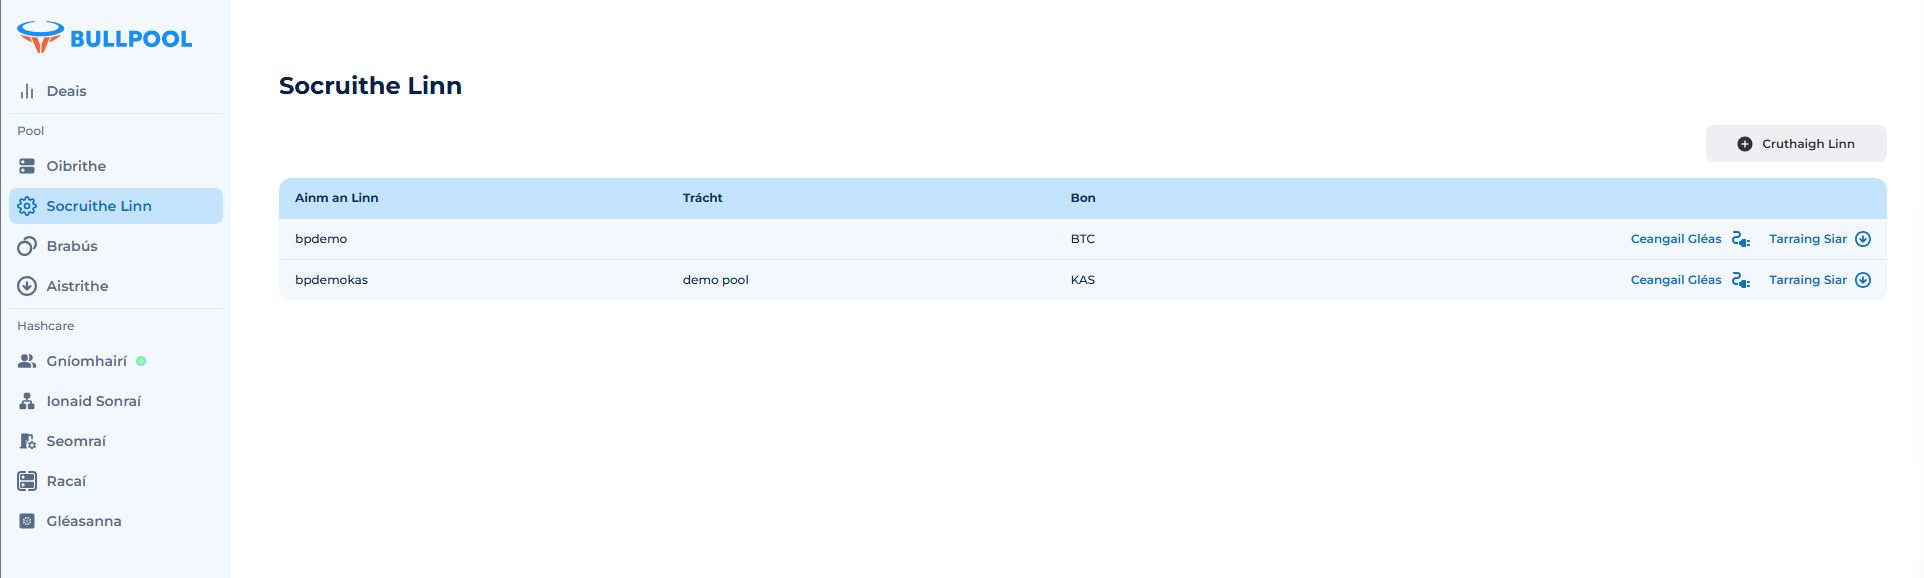 BULLPOOL
Deais
Pool
Oibrithe
Socruithe Linn
Brabús
Aistrithe
Hashcare
Gníomhairí
Ionaid Sonraí
Seomraí
Racaí
Gléasanna
Socruithe Linn
Cruthaigh Linn
Ainm an Linn Trácht Bon
bpdemo BTC Ceangail Gléas Tarraing Siar
bpdemokas demo pool KAS Ceangail Gléas Tarraing Siar